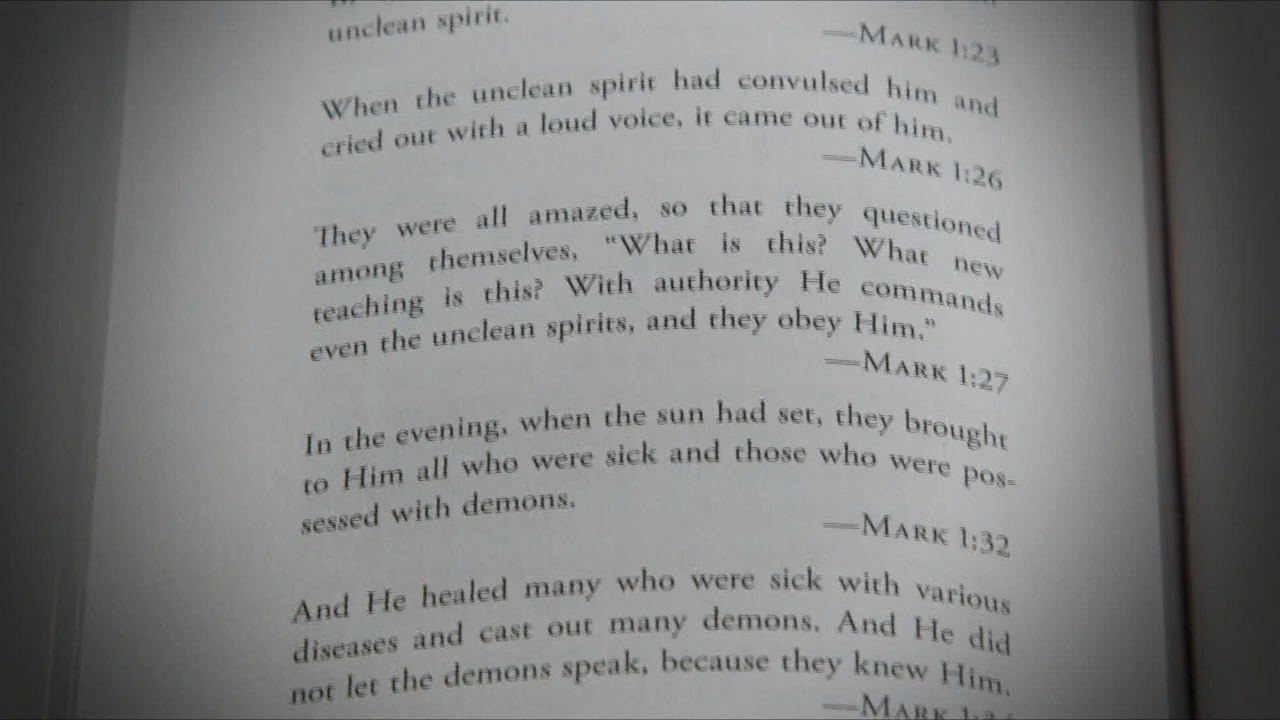 unclean spirit.
—Mark 1:23
When the unclean spirit had convulsed him and
cried out with a loud voice, it came out of him.
—Mark 1:26
They were all amazed, so that they questioned
among themselves, “What is this? What new
teaching is this? With authority He commands
even the unclean spirits, and they obey Him.”
—Mark 1:27
In the evening, when the sun had set, they brought
to Him all who were sick and those who were pos-
sessed with demons.
—Mark 1:32
And He healed many who were sick with various
diseases and cast out many demons. And He did
not let the demons speak, because they knew Him.
—Mark